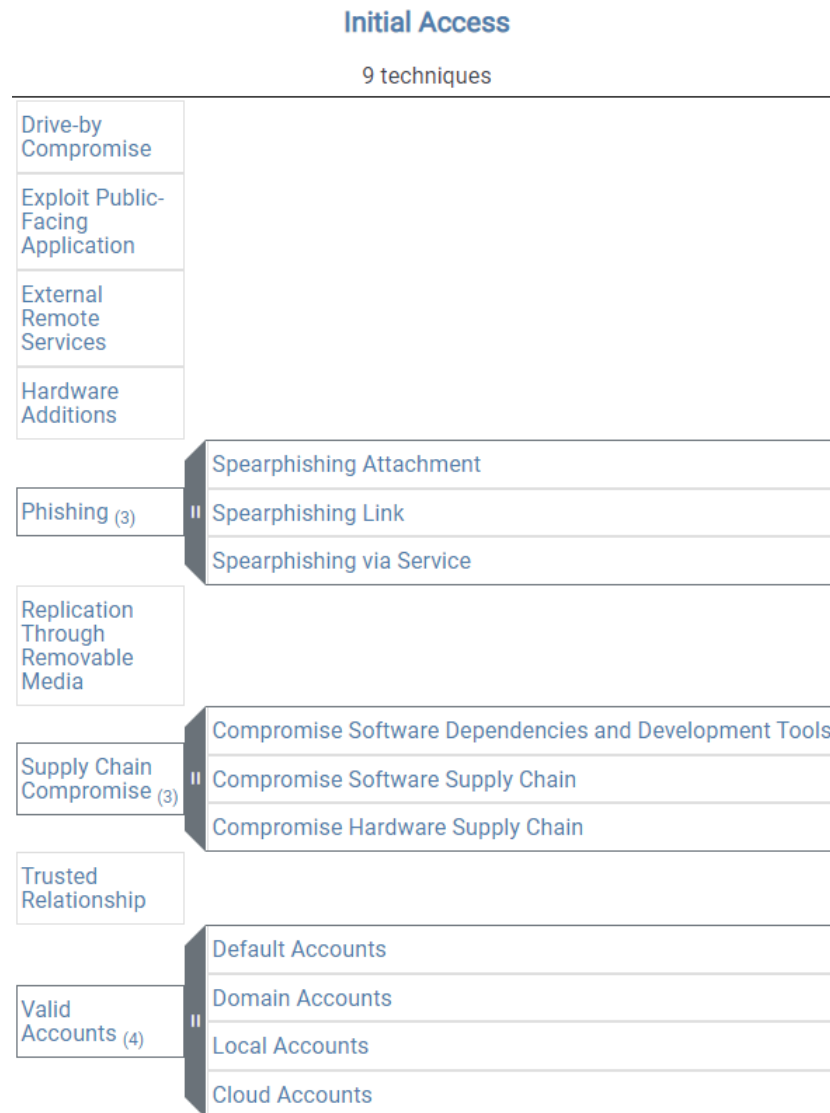 Initial Access
9 techniques
Drive-by
Compromise
Exploit Public-
Facing
Application
External
Remote
Services
Hardware
Additions
Phishing (3)
Spearphishing Attachment
Spearphishing Link
Spearphishing via Service
Replication
Through
Removable
Media
Supply Chain
Compromise (3)
Compromise Software Dependencies and Development Tools
Compromise Software Supply Chain
Compromise Hardware Supply Chain
Trusted
Relationship
Valid
Accounts (4)
Default Accounts
Domain Accounts
Local Accounts
Cloud Accounts